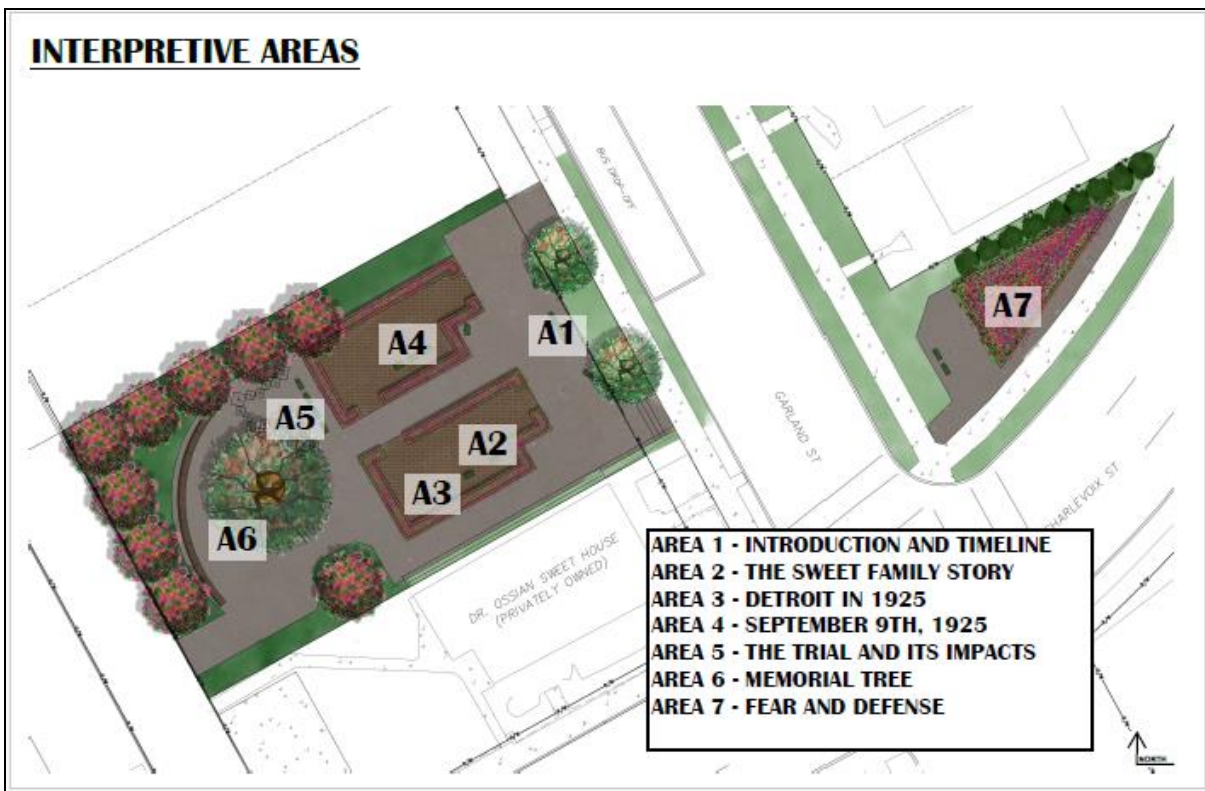 INTERPRETIVE AREAS
BUS DROP-OFF
A7
A1
A4
GARLAND ST
A5
A2
A3
A6
CHARLEVOIX ST
DR. OSSIAN SWEET HOUSE
(PRIVATELY OWNED)
AREA 1 - INTRODUCTION AND TIMELINE
AREA 2 - THE SWEET FAMILY STORY
AREA 3 - DETROIT IN 1925
AREA 4 - SEPTEMBER 9TH, 1925
AREA 5 - THE TRIAL AND ITS IMPACTS
AREA 6 - MEMORIAL TREE
AREA 7 - FEAR AND DEFENSE
NORTH